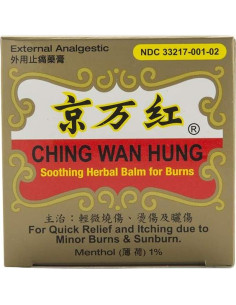 External Analgestic
外用止痛藥膏
NDC 33217-001-02
京万红®
CHING WAN HUNG
Soothing Herbal Balm for Burns
主治：輕微燒傷、燙傷及曬傷
For Quick Relief and Itching due to
Minor Burns & Sunburn.
Menthol (薄荷) 1%